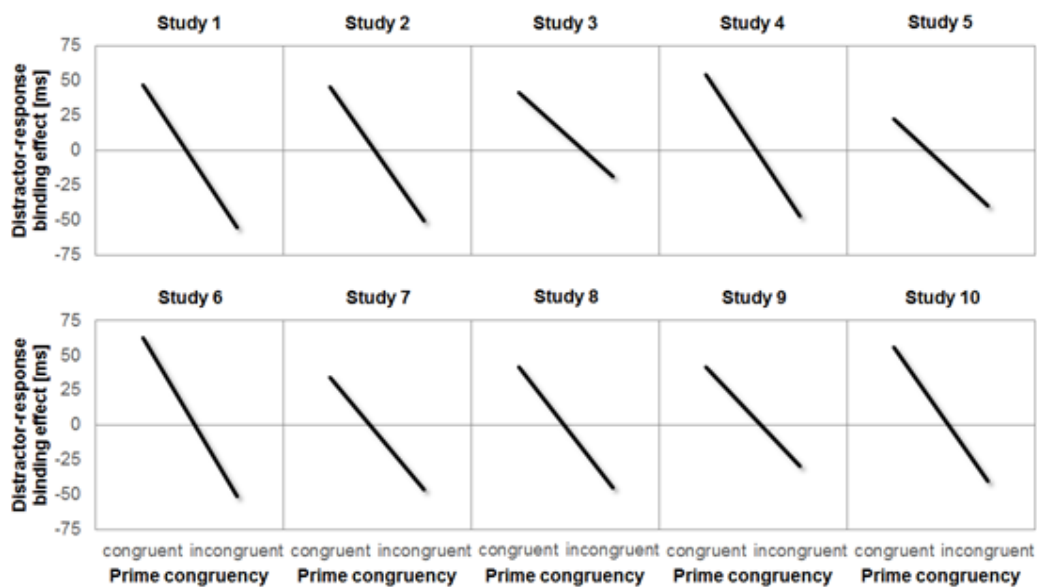 Study 1 Study 2 Study 3 Study 4 Study 5
Distractor-response
binding effect [ms]
75
50
25
0
-25
-50
-75
Study 6 Study 7 Study 8 Study 9 Study 10
Distractor-response
binding effect [ms]
75
50
25
0
-25
-50
-75
congruent incongruent congruent incongruent congruent incongruent congruent incongruent congruent incongruent
Prime congruency Prime congruency Prime congruency Prime congruency Prime congruency